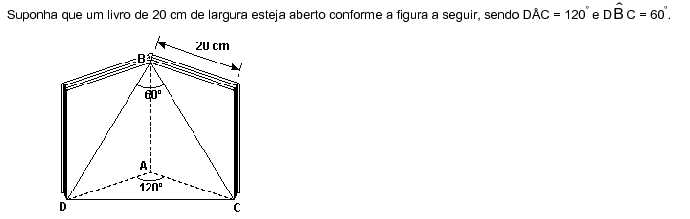 Suponha que um livro de 20 cm de largura esteja aberto conforme a figura a seguir, sendo DÂC = 120° e DB̂C = 60°.
20 cm
B
60°
A
120°
D
C